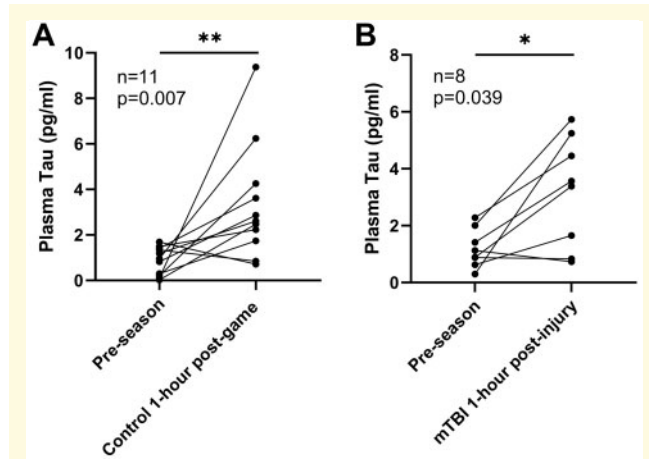 A
**
n=11
p=0.007
Plasma Tau (pg/ml)
10
8
6
4
2
0
Pre-season
Control 1-hour post-game
B
*
n=8
p=0.039
Plasma Tau (pg/ml)
8
6
4
2
0
Pre-season
mTBI 1-hour post-injury